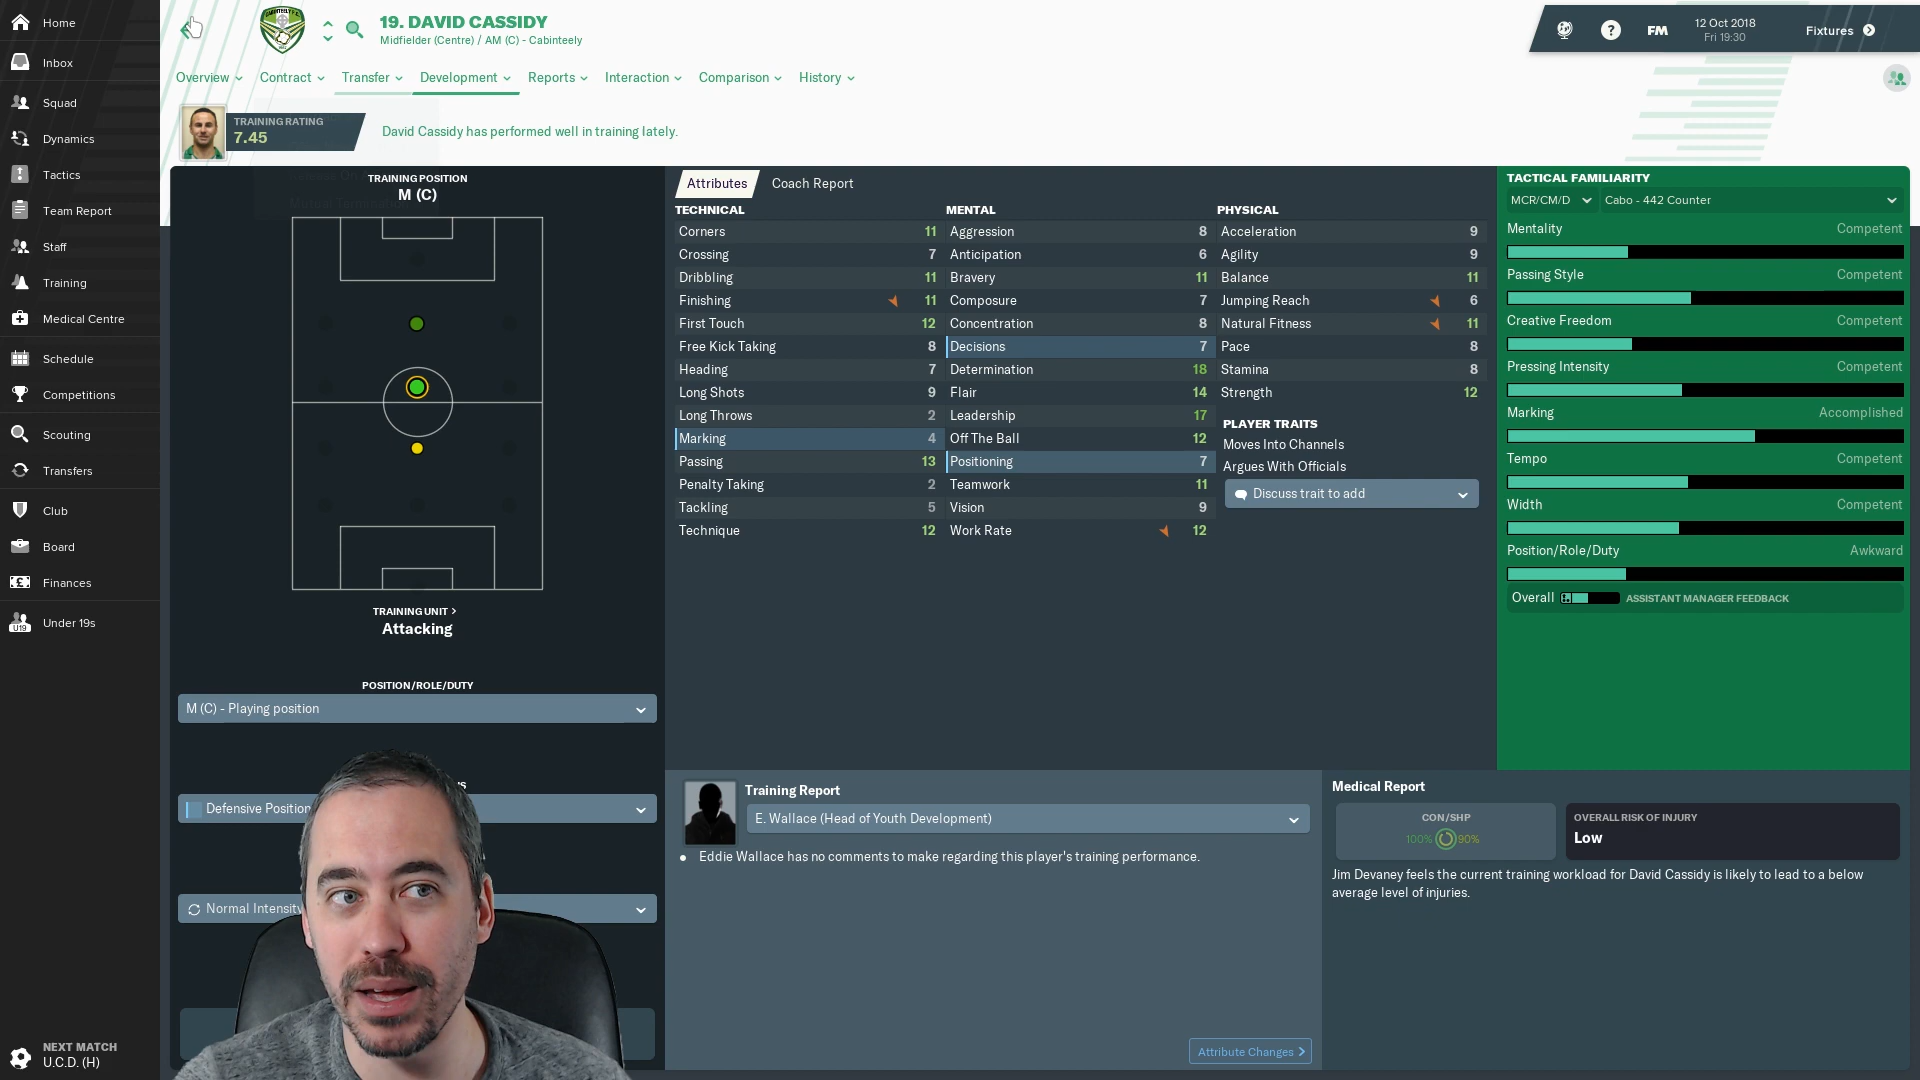 Home
Inbox
Squad
Dynamics
Tactics
Team Report
Staff
Training
Medical Centre
Schedule
Competitions
Scouting
Transfers
Club
Board
Finances
U19
Under 19s
NEXT MATCH
U.C.D. (H)
19. DAVID CASSIDY
Midfielder (Centre) / AM (C) - Cabinteely
FM
12 Oct 2018
Fri 19:30
Fixtures
Overview
Contract
Transfer
Development
Reports
Interaction
Comparison
History
TRAINING RATING
7.45
David Cassidy has performed well in training lately.
TRAINING POSITION
M (C)
TRAINING UNIT >
Attacking
POSITION/ROLE/DUTY
M (C) - Playing position
Defensive Position
Normal Intensity
Attributes
Coach Report
TECHNICAL
Corners 11
Crossing 7
Dribbling 11
Finishing 11
First Touch 12
Free Kick Taking 8
Heading 7
Long Shots 9
Long Throws 2
Marking 4
Passing 13
Penalty Taking 2
Tackling 5
Technique 12
MENTAL
Aggression 8
Anticipation 6
Bravery 11
Composure 7
Concentration 8
Decisions 7
Determination 18
Flair 14
Leadership 17
Off The Ball 12
Positioning 7
Teamwork 11
Vision 9
Work Rate 12
PHYSICAL
Acceleration 9
Agility 9
Balance 11
Jumping Reach 6
Natural Fitness 11
Pace 8
Stamina 8
Strength 12
PLAYER TRAITS
Moves Into Channels
Argues With Officials
Discuss trait to add
TACTICAL FAMILIARITY
MCR/CM/D
Cabo - 442 Counter
Mentality Competent
Passing Style Competent
Creative Freedom Competent
Pressing Intensity Competent
Marking Accomplished
Tempo Competent
Width Competent
Position/Role/Duty Awkward
Overall
ASSISTANT MANAGER FEEDBACK
Training Report
E. Wallace (Head of Youth Development)
Eddie Wallace has no comments to make regarding this player's training performance.
Attribute Changes >
Medical Report
CON/SHP
100% 90%
OVERALL RISK OF INJURY
Low
Jim Devaney feels the current training workload for David Cassidy is likely to lead to a below
average level of injuries.